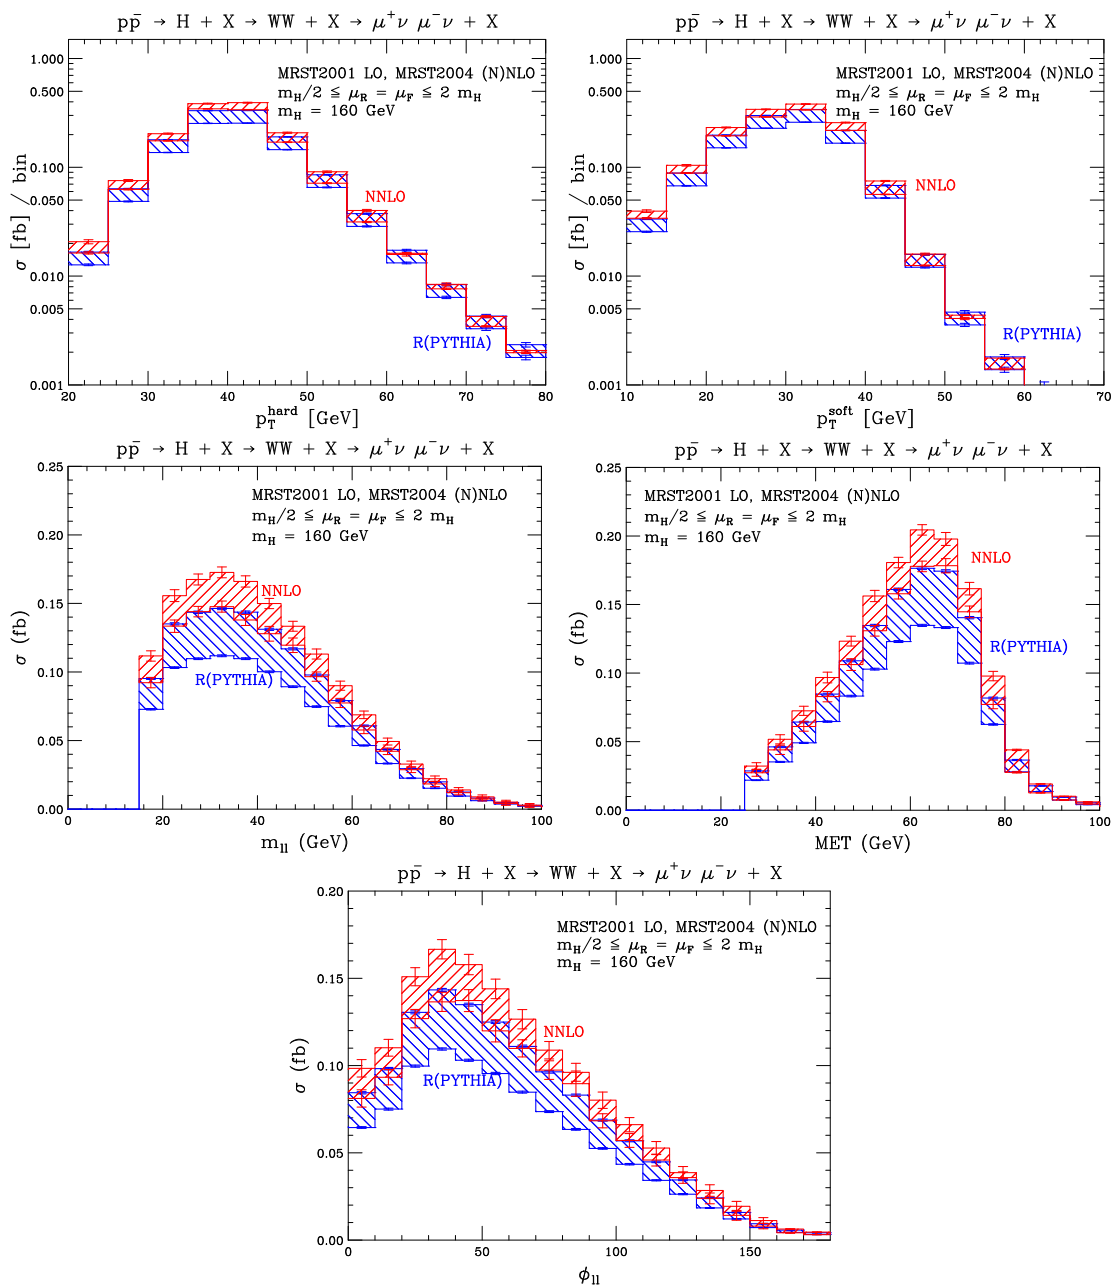 pp̄ → H + X → WW + X → μ⁺ν μ⁻ν + X
MRST2001 LO, MRST2004 (N)NLO
m_H/2 ≦ μ_R = μ_F ≦ 2 m_H
m_H = 160 GeV
NNLO
R(PYTHIA)
σ [fb] / bin
1.000
0.500
0.100
0.050
0.010
0.005
0.001
20 30 40 50 60 70 80
p_T^hard [GeV]
pp̄ → H + X → WW + X → μ⁺ν μ⁻ν + X
MRST2001 LO, MRST2004 (N)NLO
m_H/2 ≦ μ_R = μ_F ≦ 2 m_H
m_H = 160 GeV
NNLO
R(PYTHIA)
σ [fb] / bin
1.000
0.500
0.100
0.050
0.010
0.005
0.001
10 20 30 40 50 60 70
p_T^soft [GeV]
pp̄ → H + X → WW + X → μ⁺ν μ⁻ν + X
MRST2001 LO, MRST2004 (N)NLO
m_H/2 ≦ μ_R = μ_F ≦ 2 m_H
m_H = 160 GeV
NNLO
R(PYTHIA)
σ (fb)
0.25
0.20
0.15
0.10
0.05
0.00
0 20 40 60 80 100
m_ll (GeV)
pp̄ → H + X → WW + X → μ⁺ν μ⁻ν + X
MRST2001 LO, MRST2004 (N)NLO
m_H/2 ≦ μ_R = μ_F ≦ 2 m_H
m_H = 160 GeV
NNLO
R(PYTHIA)
σ (fb)
0.25
0.20
0.15
0.10
0.05
0.00
0 20 40 60 80 100
MET (GeV)
pp̄ → H + X → WW + X → μ⁺ν μ⁻ν + X
MRST2001 LO, MRST2004 (N)NLO
m_H/2 ≦ μ_R = μ_F ≦ 2 m_H
m_H = 160 GeV
NNLO
R(PYTHIA)
σ (fb)
0.20
0.15
0.10
0.05
0.00
0 50 100 150
ϕ_ll